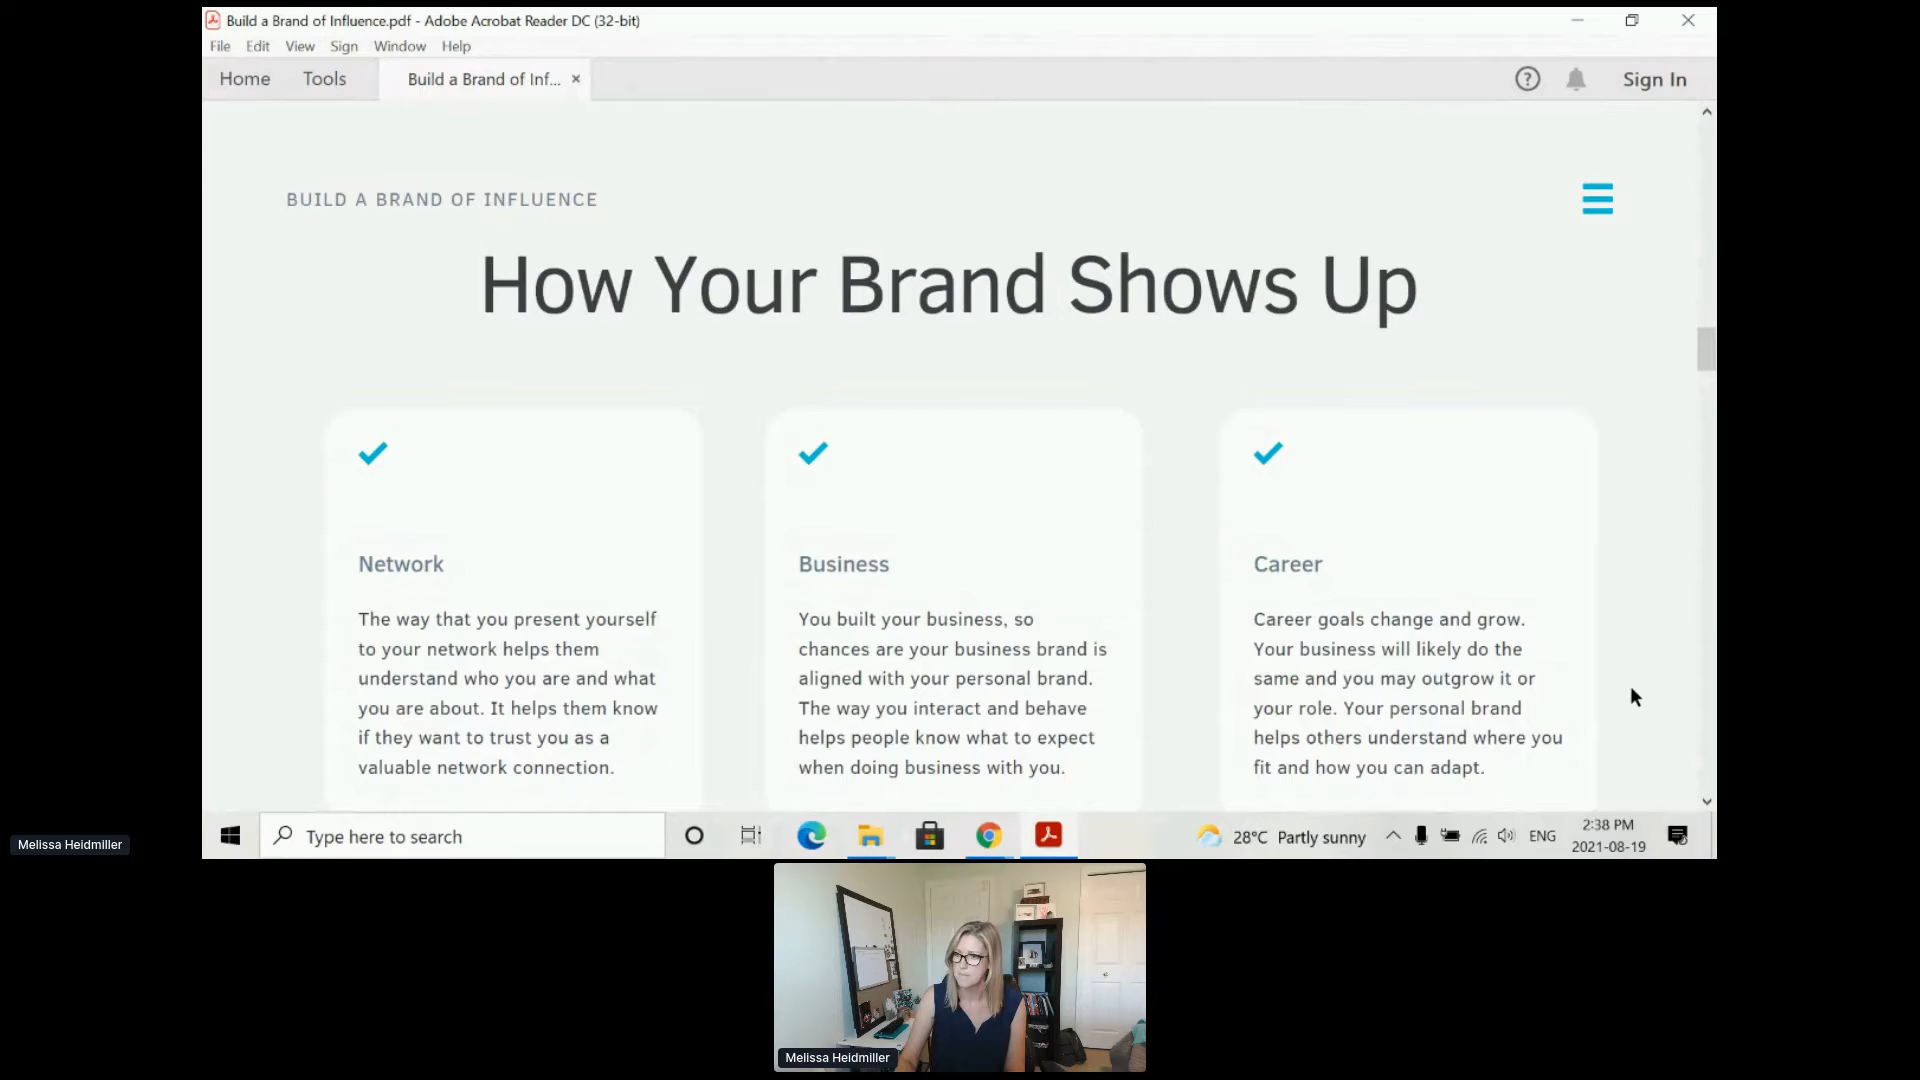 Build a Brand of Influence.pdf - Adobe Acrobat Reader DC (32-bit)
File Edit View Sign Window Help
Home Tools Build a Brand of Inf... × ? Sign In
BUILD A BRAND OF INFLUENCE
How Your Brand Shows Up
Network
The way that you present yourself
to your network helps them
understand who you are and what
you are about. It helps them know
if they want to trust you as a
valuable network connection.
Business
You built your business, so
chances are your business brand is
aligned with your personal brand.
The way you interact and behave
helps people know what to expect
when doing business with you.
Career
Career goals change and grow.
Your business will likely do the
same and you may outgrow it or
your role. Your personal brand
helps others understand where you
fit and how you can adapt.
Type here to search
28°C Partly sunny
ENG
2:38 PM
2021-08-19
Melissa Heidmiller
Melissa Heidmiller